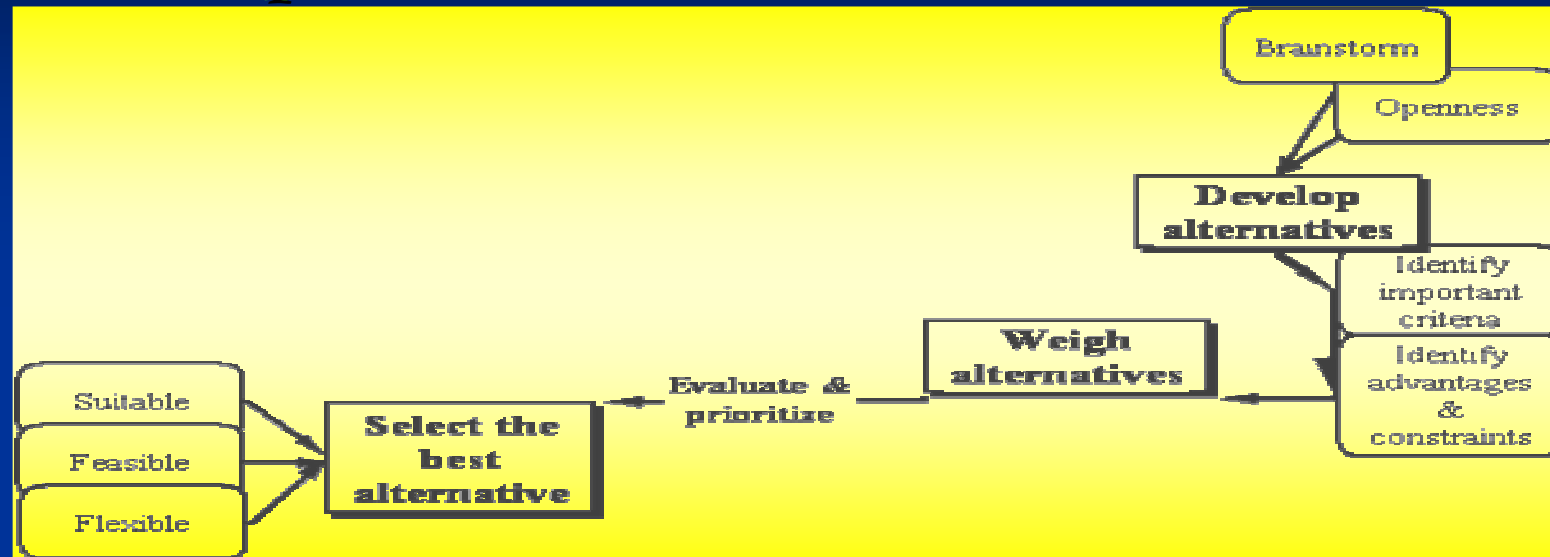 Brainstorm
Openness
Develop
alternatives
Identify
important
criteria
Identify
advantages
&
constraints
Weigh
alternatives
Evaluate &
prioritize
Select the
best
alternative
Suitable
Feasible
Flexible